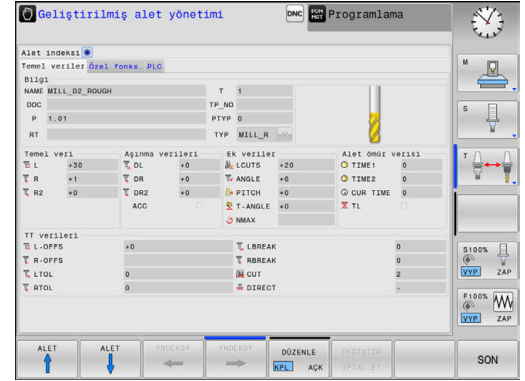 Geliştirilmiş alet yönetimi
DNC
PGM MGT
Programlama
Alet indeksi
Temel veriler Özel fonks. PLC
Bilgi
NAME MILL_D2_ROUGH T 1
DOC TP_NO
P 1.01 PTYP 0
RT TYP MILL_R
Temel veri Aşınma verileri Ek veriler Alet ömür verisi
L +30 DL +0 LCUTS +20 TIME1 0
R +1 DR +0 ANGLE +6 TIME2 0
R2 +0 DR2 +0 PITCH +0 CUR TIME 0
ACC T-ANGLE +0 TL
NMAX
TT verileri
L-OFFS +0 LBREAK 0
R-OFFS RBREAK 0
LTOL 0 CUT 2
RTOL 0 DIRECT -
M
S
T
S100%
VYP ZAP
F100%
VYP ZAP
ALET
ALET
YNDEKSY
YNDEKSY
DÜZENLE
KPL AÇK
DEĞİŞTİR
İPTAL ET
SON